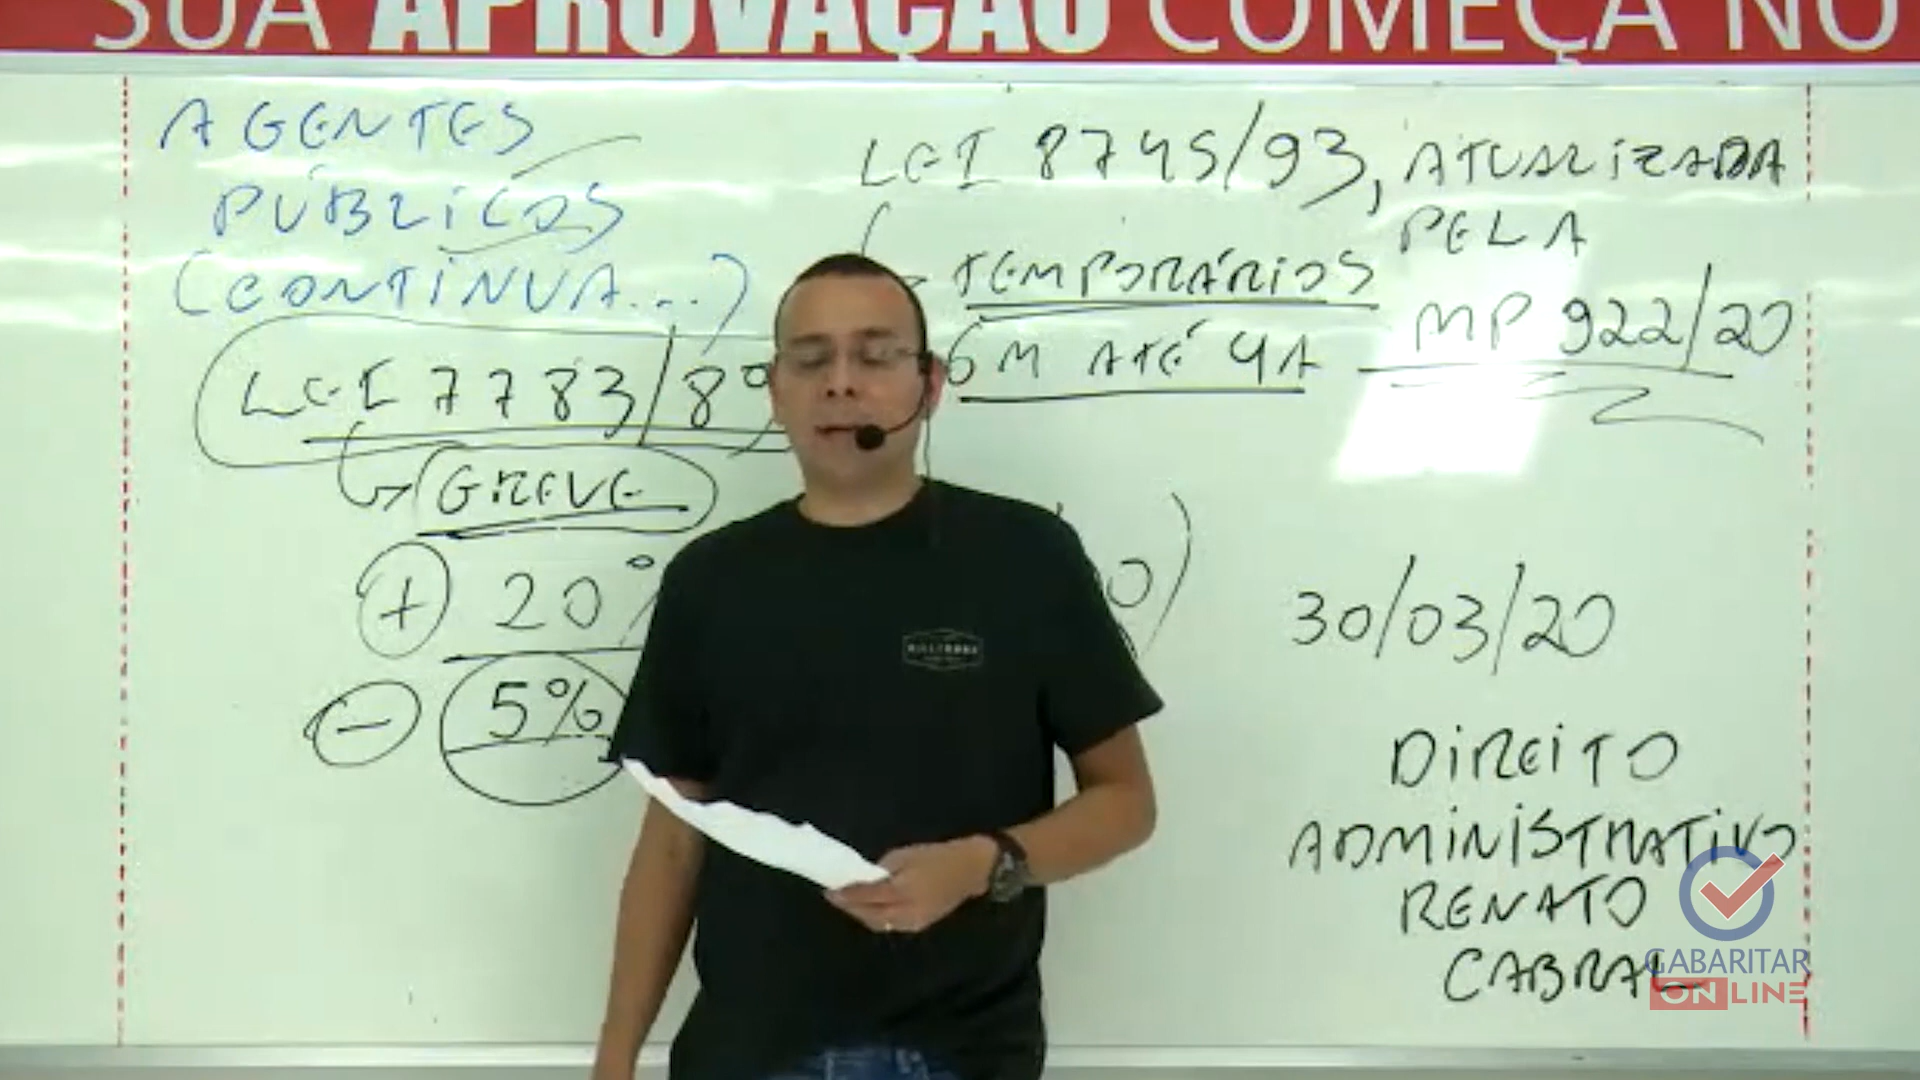 SUA APROVAÇÃO COMEÇA NO
AGENTES
PÚBLICOS
(CONTINUA...)
LEI 7783/89
GREVE
+ 20%
- 5%
LEI 8745/93, ATUALIZADA
PELA
MP 922/20
TEMPORÁRIOS
6M ATÉ 4A
30/03/20
DIREITO
ADMINISTRATIVO
RENATO
CABRAL
GABARITAR
ONLINE